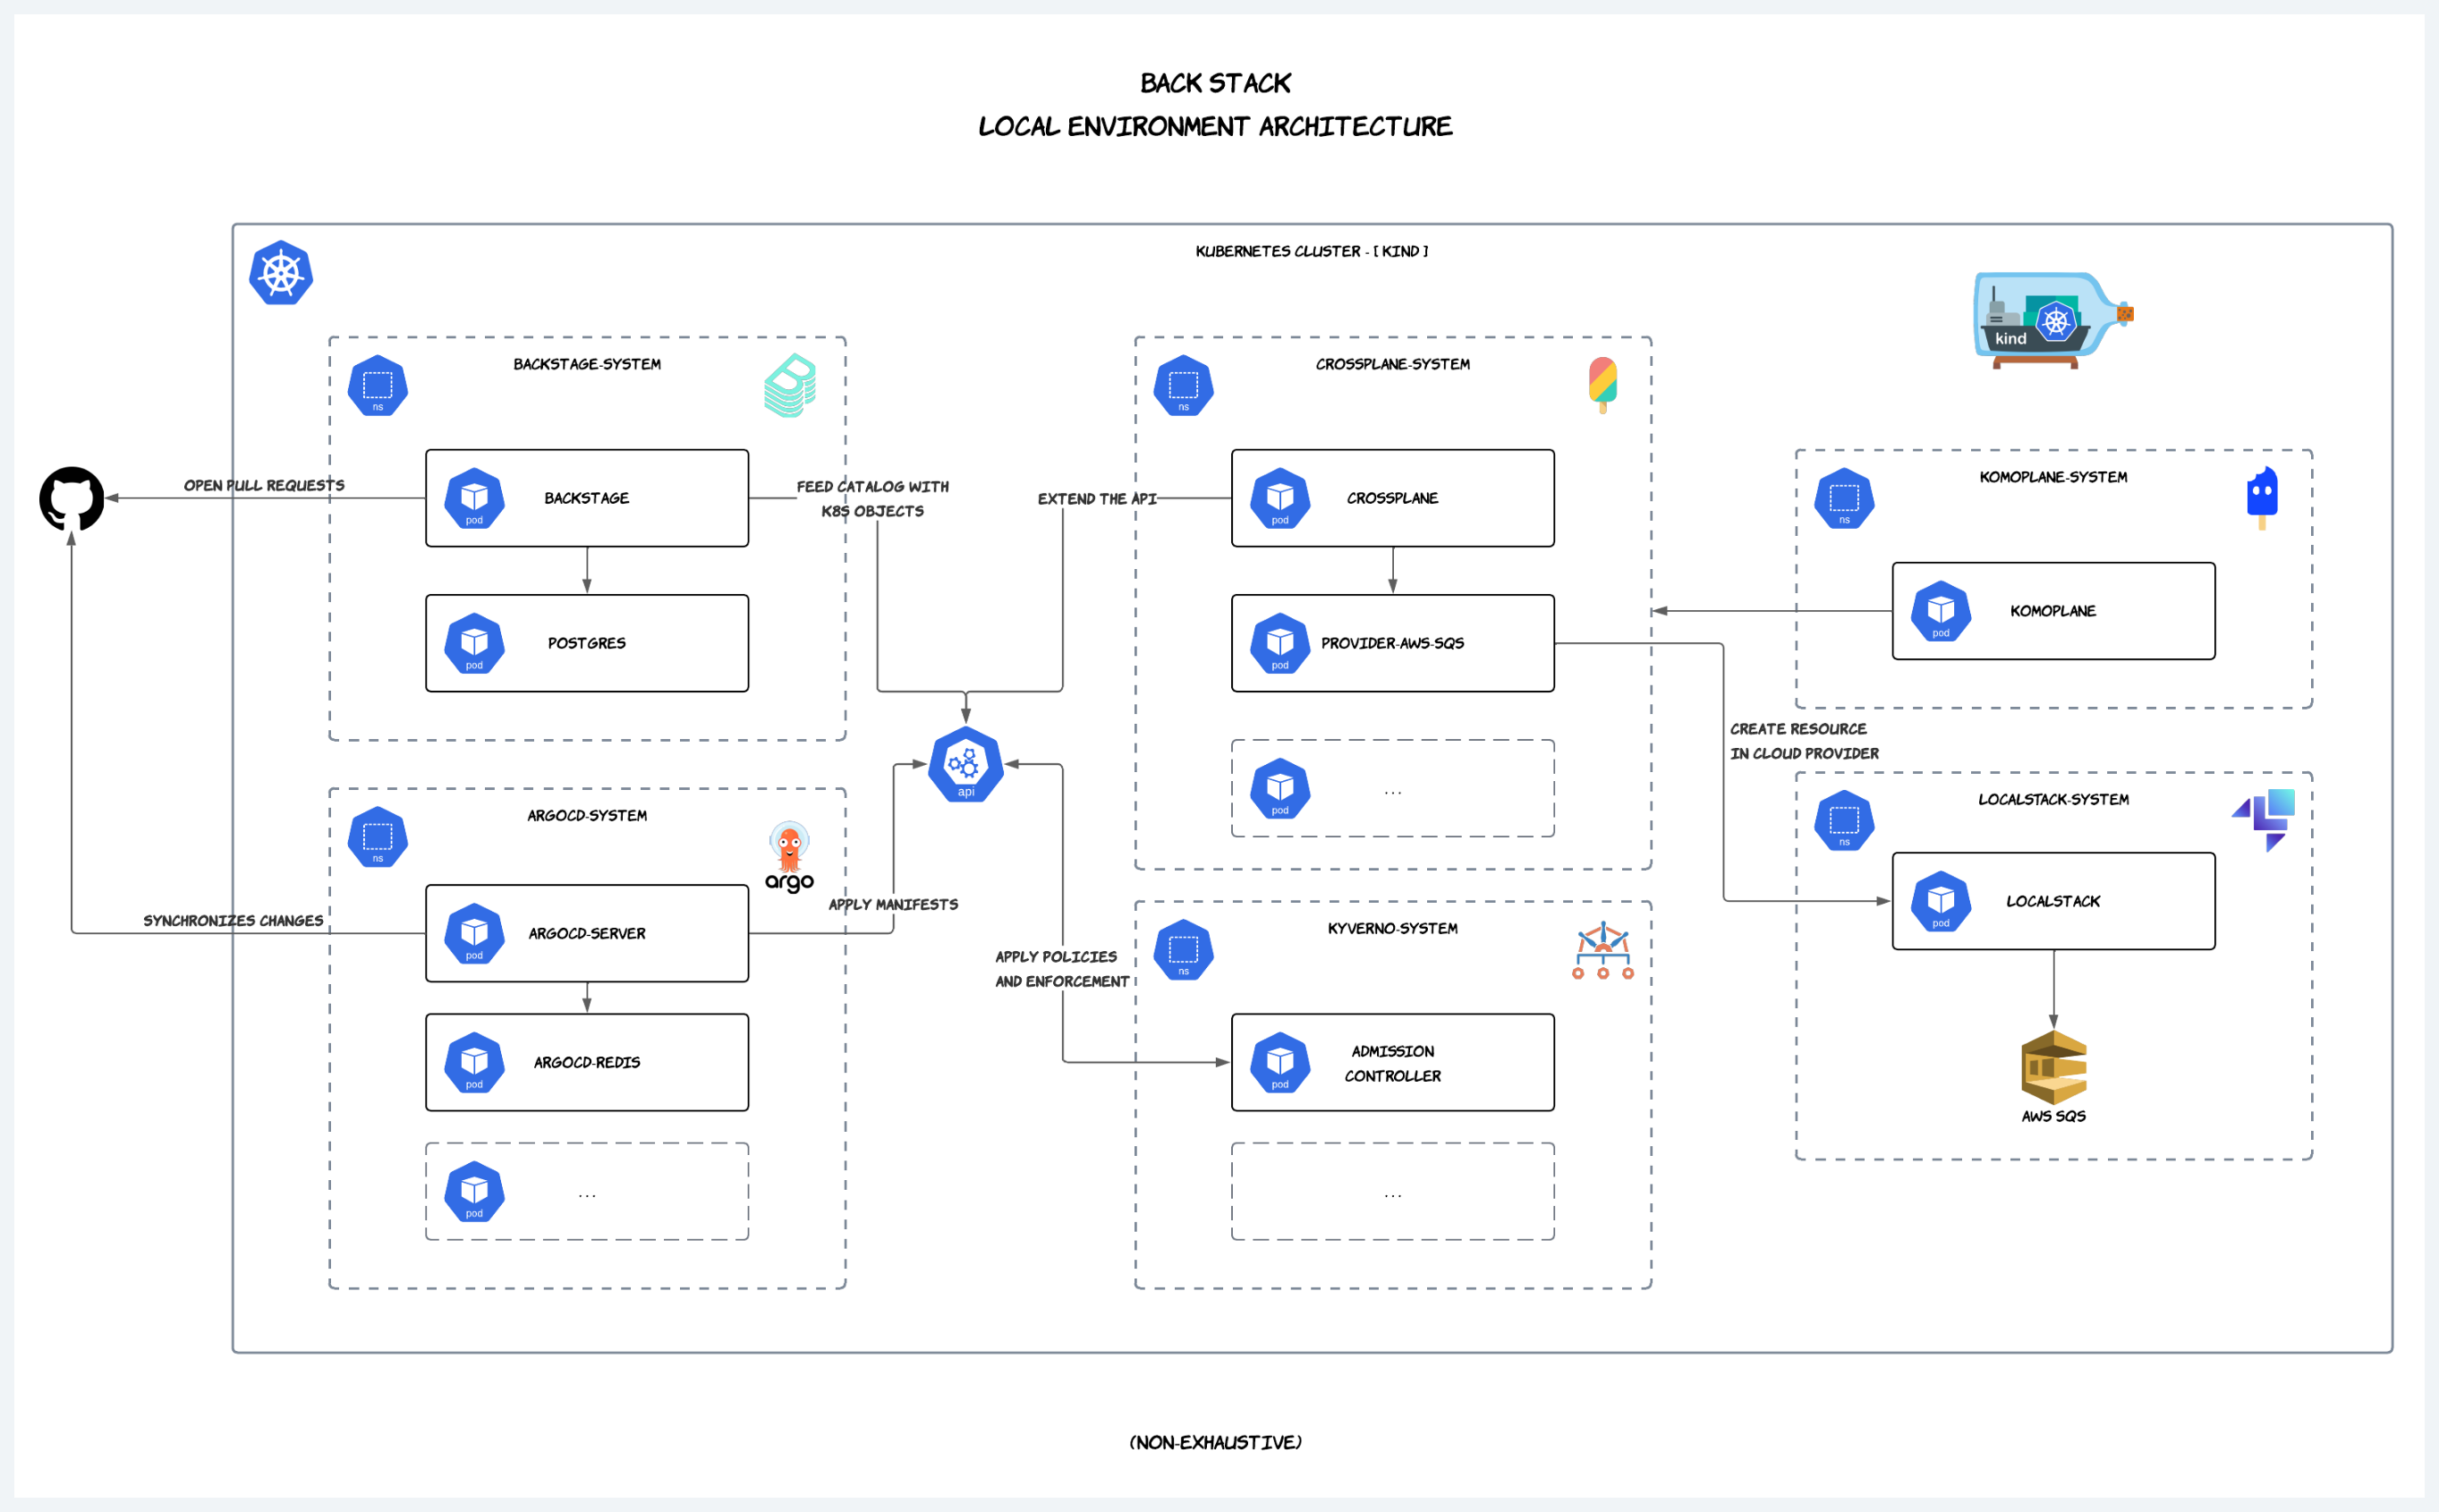 BACK STACK
LOCAL ENVIRONMENT ARCHITECTURE
KUBERNETES CLUSTER - [ KIND ]
kind
BACKSTAGE-SYSTEM
ns
OPEN PULL REQUESTS
pod
BACKSTAGE
FEED CATALOG WITH
K8S OBJECTS
pod
POSTGRES
CROSSPLANE-SYSTEM
ns
EXTEND THE API
pod
CROSSPLANE
pod
PROVIDER-AWS-SQS
pod
...
KOMOPLANE-SYSTEM
ns
pod
KOMOPLANE
CREATE RESOURCE
IN CLOUD PROVIDER
api
ARGOCD-SYSTEM
ns
argo
SYNCHRONIZES CHANGES
pod
ARGOCD-SERVER
APPLY MANIFESTS
pod
ARGOCD-REDIS
pod
...
APPLY POLICIES
AND ENFORCEMENT
KYVERNO-SYSTEM
ns
pod
ADMISSION
CONTROLLER
...
LOCALSTACK-SYSTEM
ns
pod
LOCALSTACK
AWS SQS
(NON-EXHAUSTIVE)